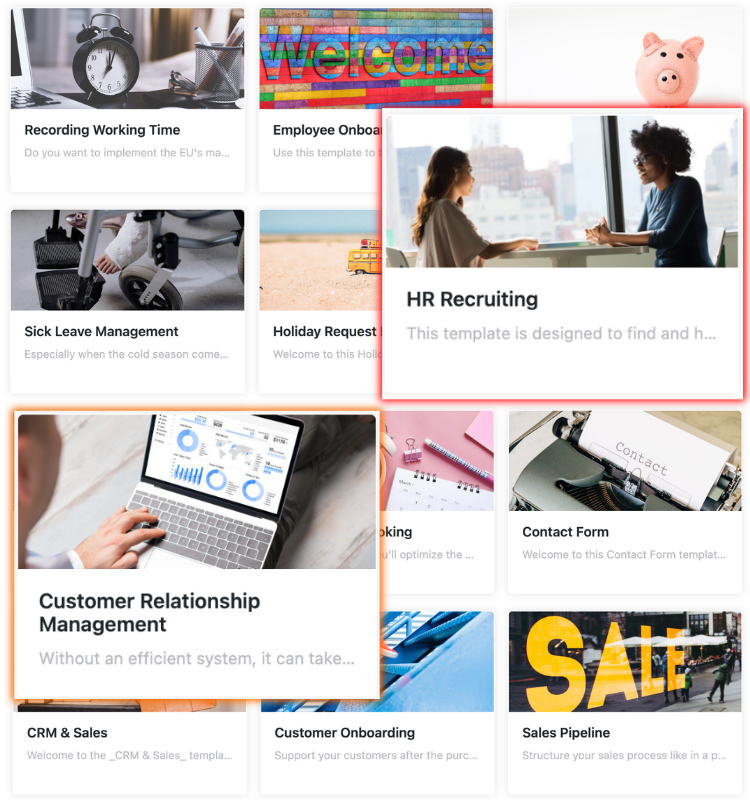 Welcome
Recording Working Time
Do you want to implement the EU's ma...
Employee Onboa
Use this template to
HR Recruiting
This template is designed to find and h...
Sick Leave Management
Especially when the cold season come...
Holiday Request
Welcome to this Holi
Customer Relationship
Management
Without an efficient system, it can take...
oking
u'll optimize the ...
Contact
Contact Form
Welcome to this Contact Form templat...
CRM & Sales
Welcome to the _CRM & Sales_ templa...
Customer Onboarding
Support your customers after the purc...
SALE
Sales Pipeline
Structure your sales process like in a p...